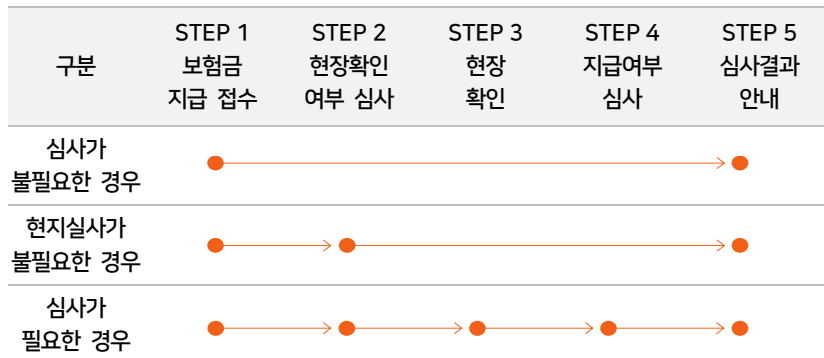 구분
STEP 1
보험금
지급 접수
STEP 2
현장확인
여부 심사
STEP 3
현장
확인
STEP 4
지급여부
심사
STEP 5
심사결과
안내
심사가
불필요한 경우
현지실사가
불필요한 경우
심사가
필요한 경우